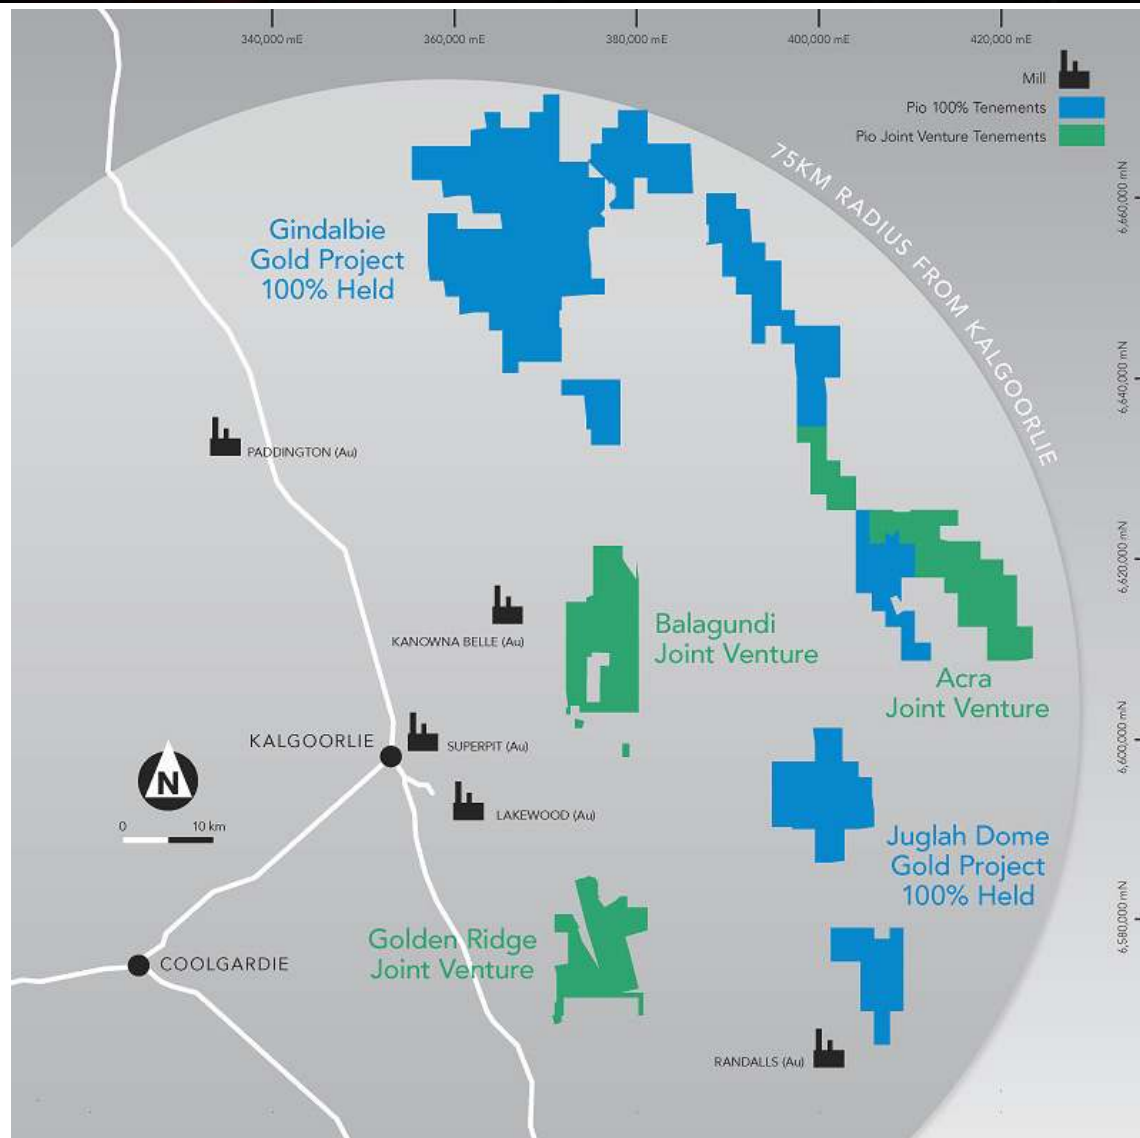 340,000 mE
360,000 mE
380,000 mE
400,000 mE
420,000 mE
Mill
Pio 100% Tenements
Pio Joint Venture Tenements
75KM RADIUS FROM KALGOORLIE
6,660,000 mN
Gindalbie
Gold Project
100% Held
6,640,000 mN
PADDINGTON (Au)
6,620,000 mN
KANOWNA BELLE (Au)
Balagundi
Joint Venture
Acra
Joint Venture
6,600,000 mN
KALGOORLIE
SUPERPIT (Au)
N
0
10 km
LAKEWOOD (Au)
Juglah Dome
Gold Project
100% Held
6,580,000 mN
Golden Ridge
Joint Venture
COOLGARDIE
RANDALLS (Au)